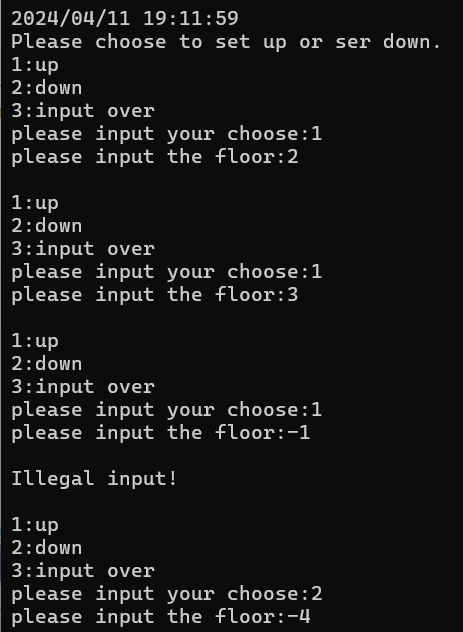 2024/04/11 19:11:59
Please choose to set up or ser down.
1:up
2:down
3:input over
please input your choose:1
please input the floor:2
1:up
2:down
3:input over
please input your choose:1
please input the floor:3
1:up
2:down
3:input over
please input your choose:1
please input the floor:-1
Illegal input!
1:up
2:down
3:input over
please input your choose:2
please input the floor:-4